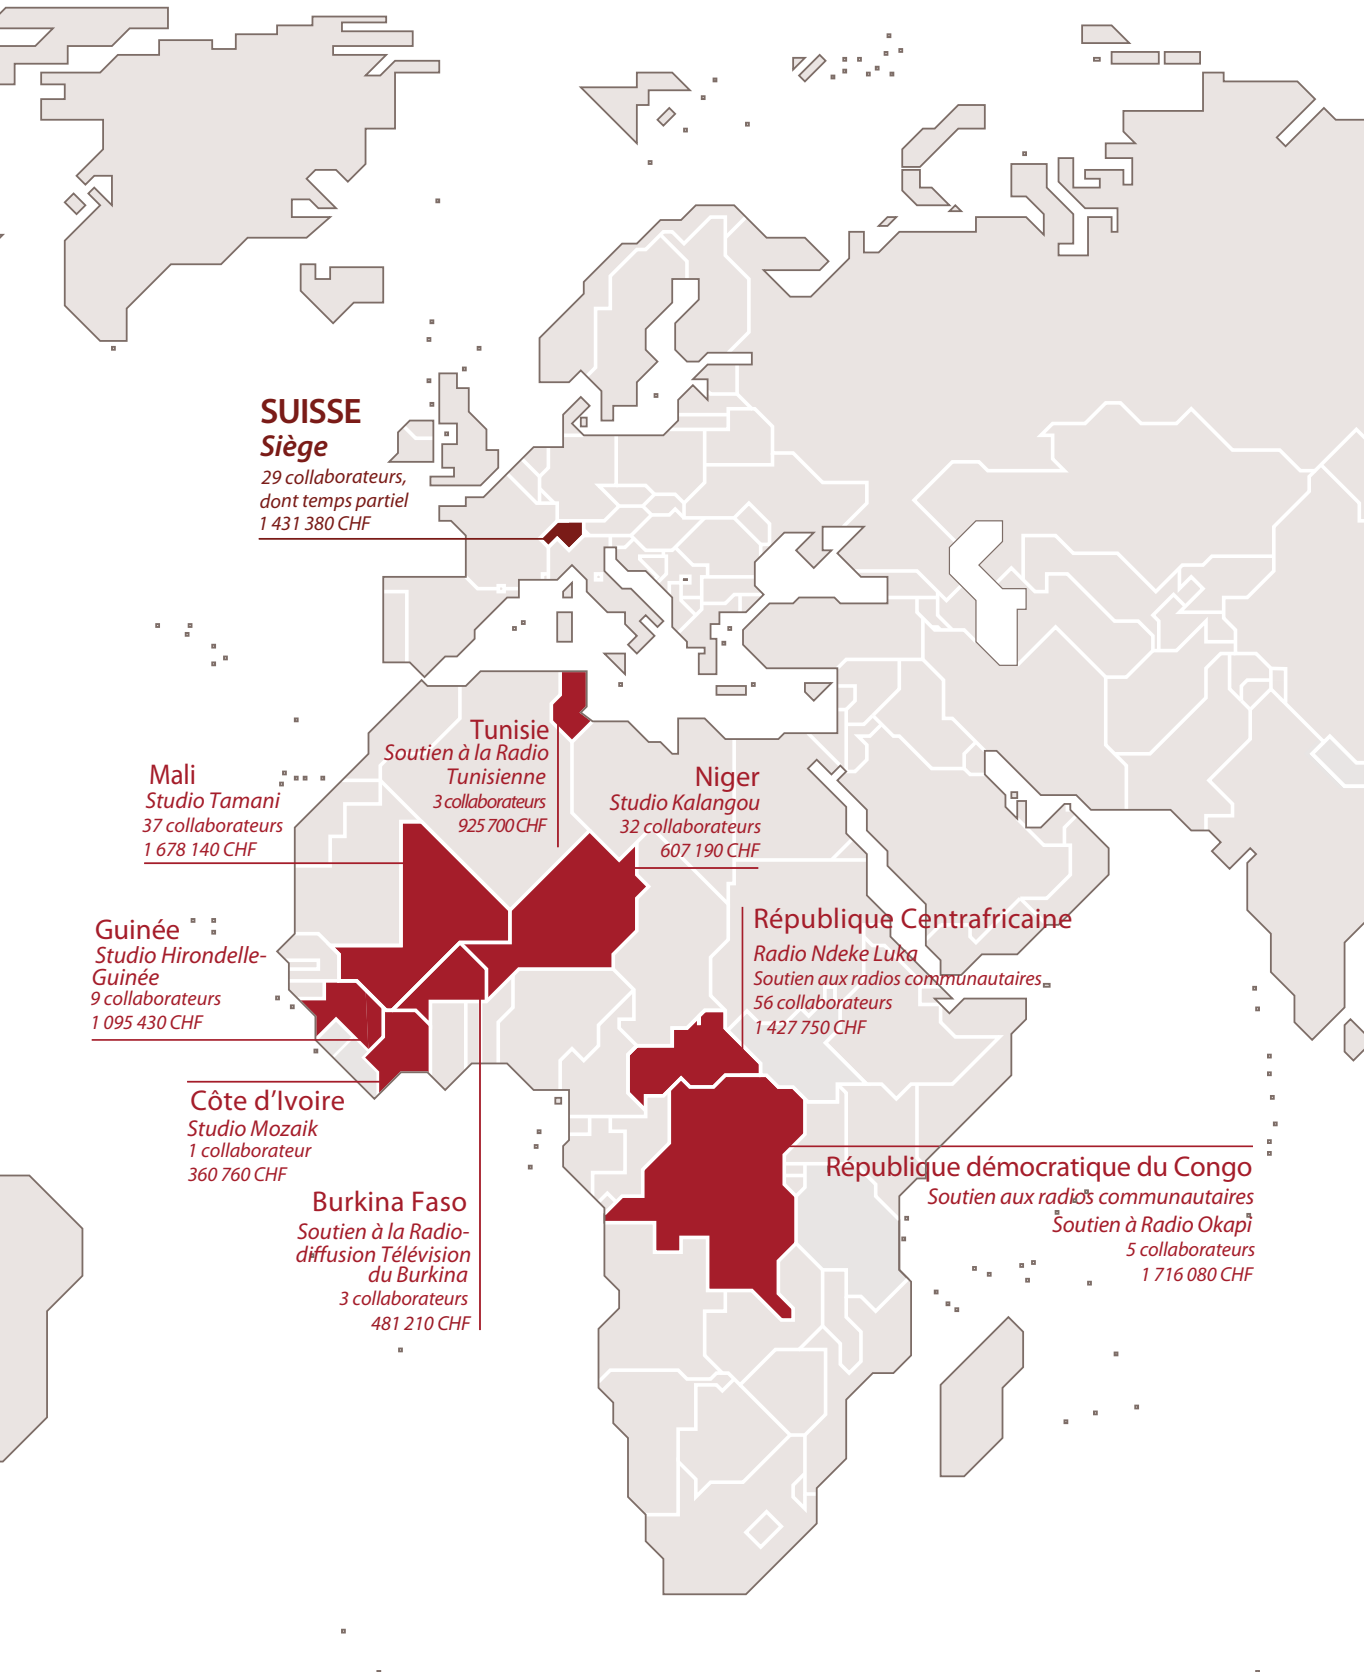 SUISSE
Siège
29 collaborateurs,
dont temps partiel
1 431 380 CHF
Tunisie
Soutien à la Radio
Tunisienne
3 collaborateurs
925 700 CHF
Mali
Studio Tamani
37 collaborateurs
1 678 140 CHF
Niger
Studio Kalangou
32 collaborateurs
607 190 CHF
Guinée
Studio Hirondelle-
Guinée
9 collaborateurs
1 095 430 CHF
République Centrafricaine
Radio Ndeke Luka
Soutien aux radios communautaires
56 collaborateurs
1 427 750 CHF
Côte d'Ivoire
Studio Mozaik
1 collaborateur
360 760 CHF
Burkina Faso
Soutien à la Radio-
diffusion Télévision
du Burkina
3 collaborateurs
481 210 CHF
République démocratique du Congo
Soutien aux radios communautaires
Soutien à Radio Okapi
5 collaborateurs
1 716 080 CHF